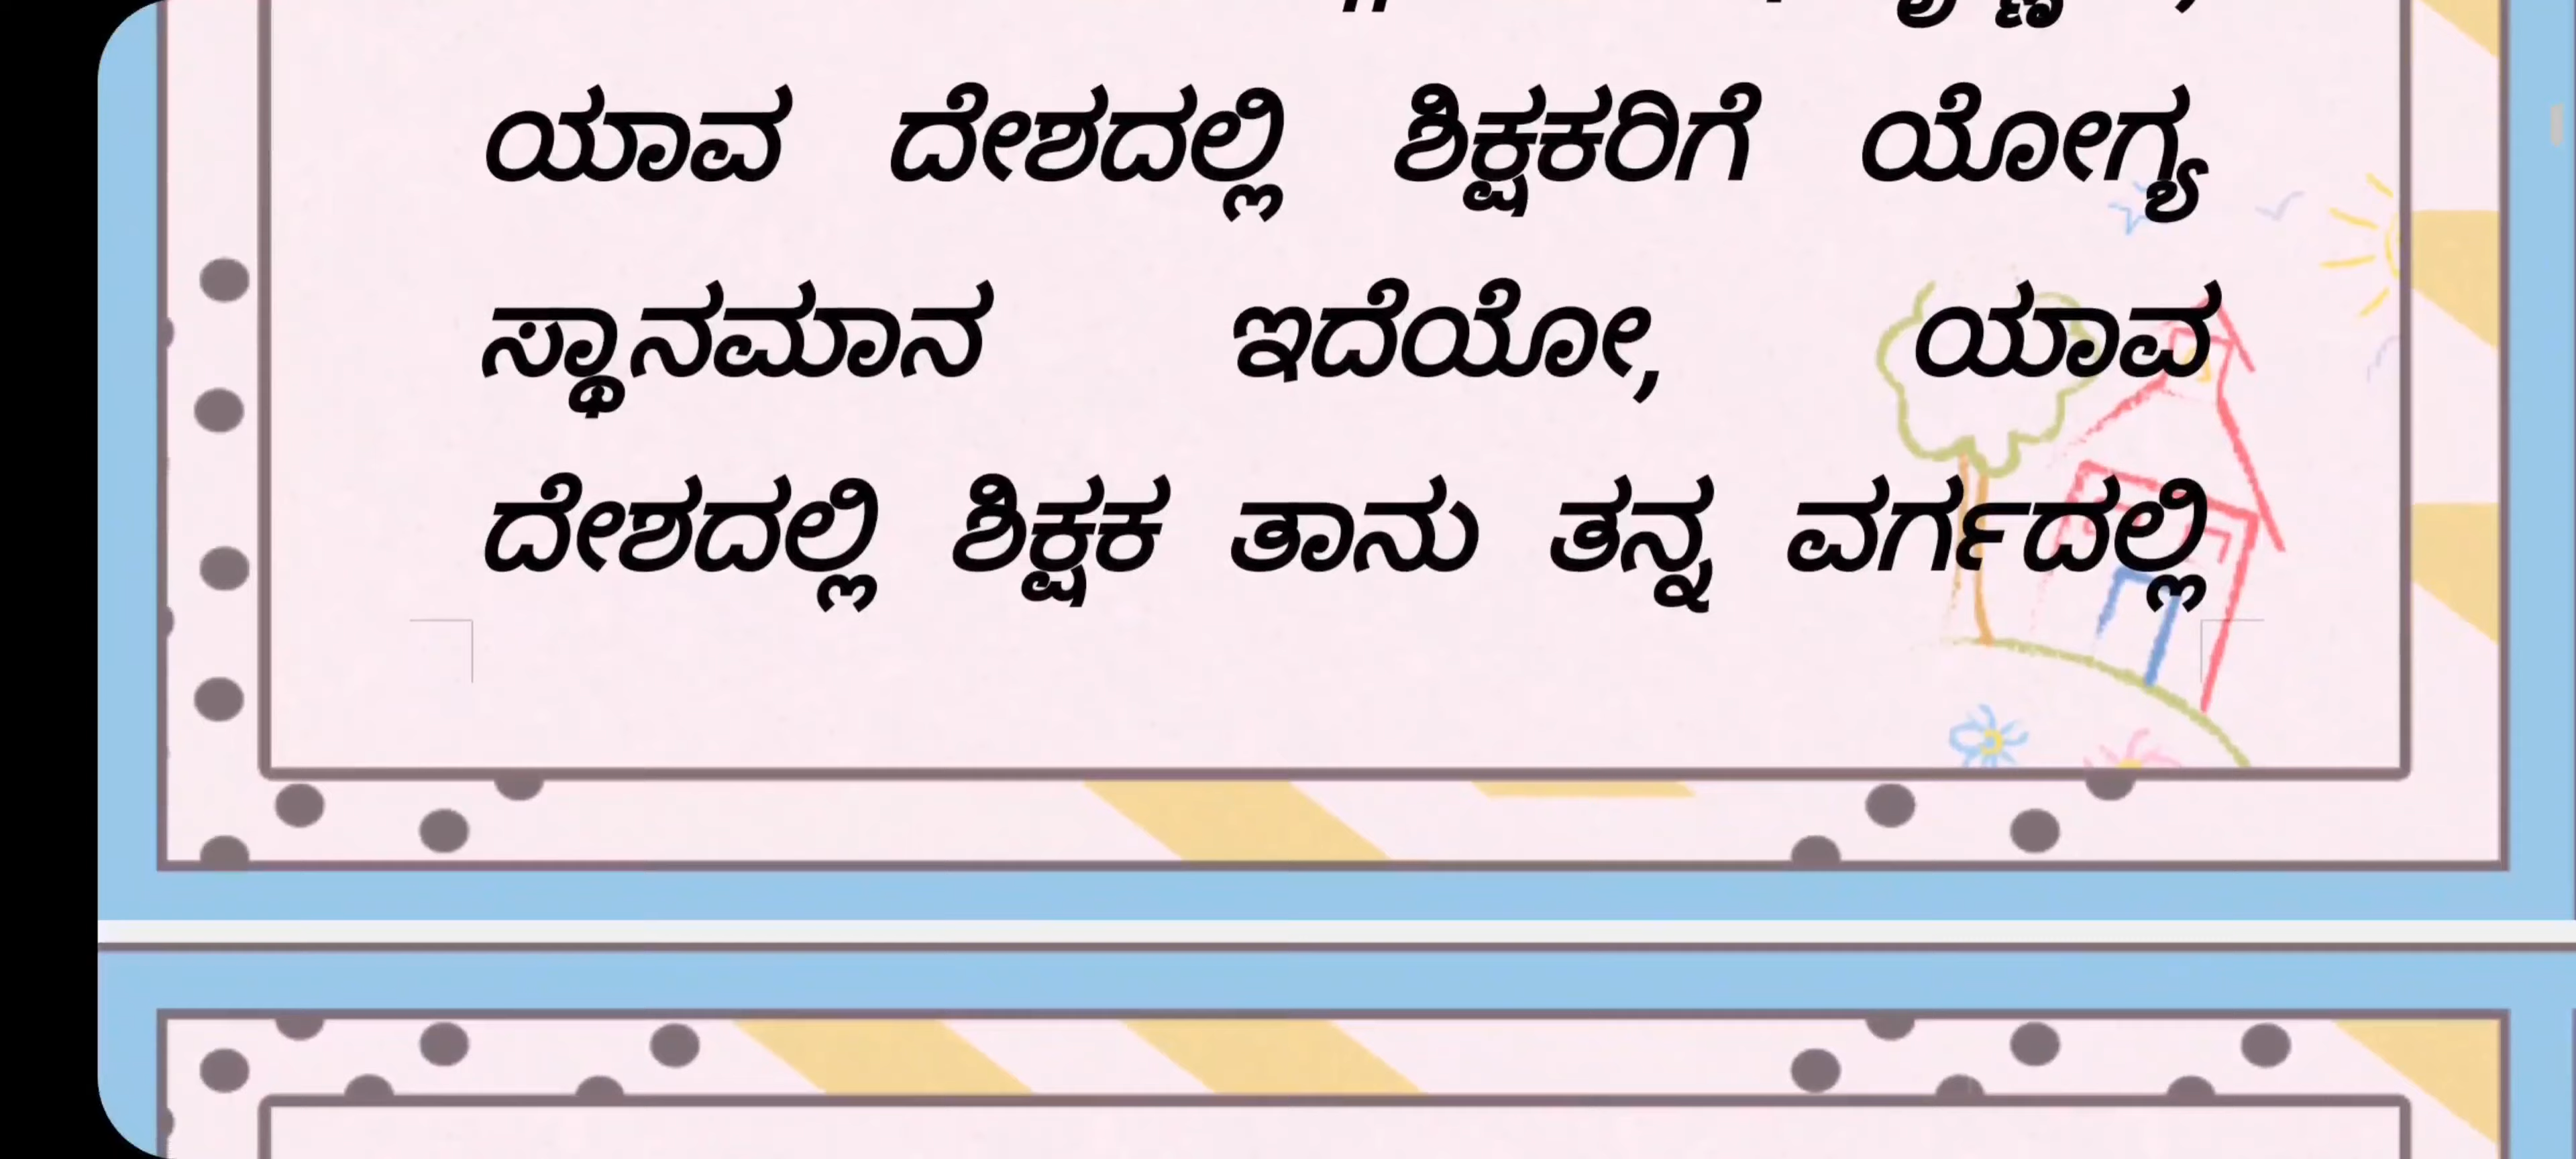 ಯಾವ ದೇಶದಲ್ಲಿ ಶಿಕ್ಷಕರಿಗೆ ಯೋಗ್ಯ
ಸ್ಥಾನಮಾನ ಇದೆಯೋ, ಯಾವ
ದೇಶದಲ್ಲಿ ಶಿಕ್ಷಕ ತಾನು ತನ್ನ ವರ್ಗದಲ್ಲಿ